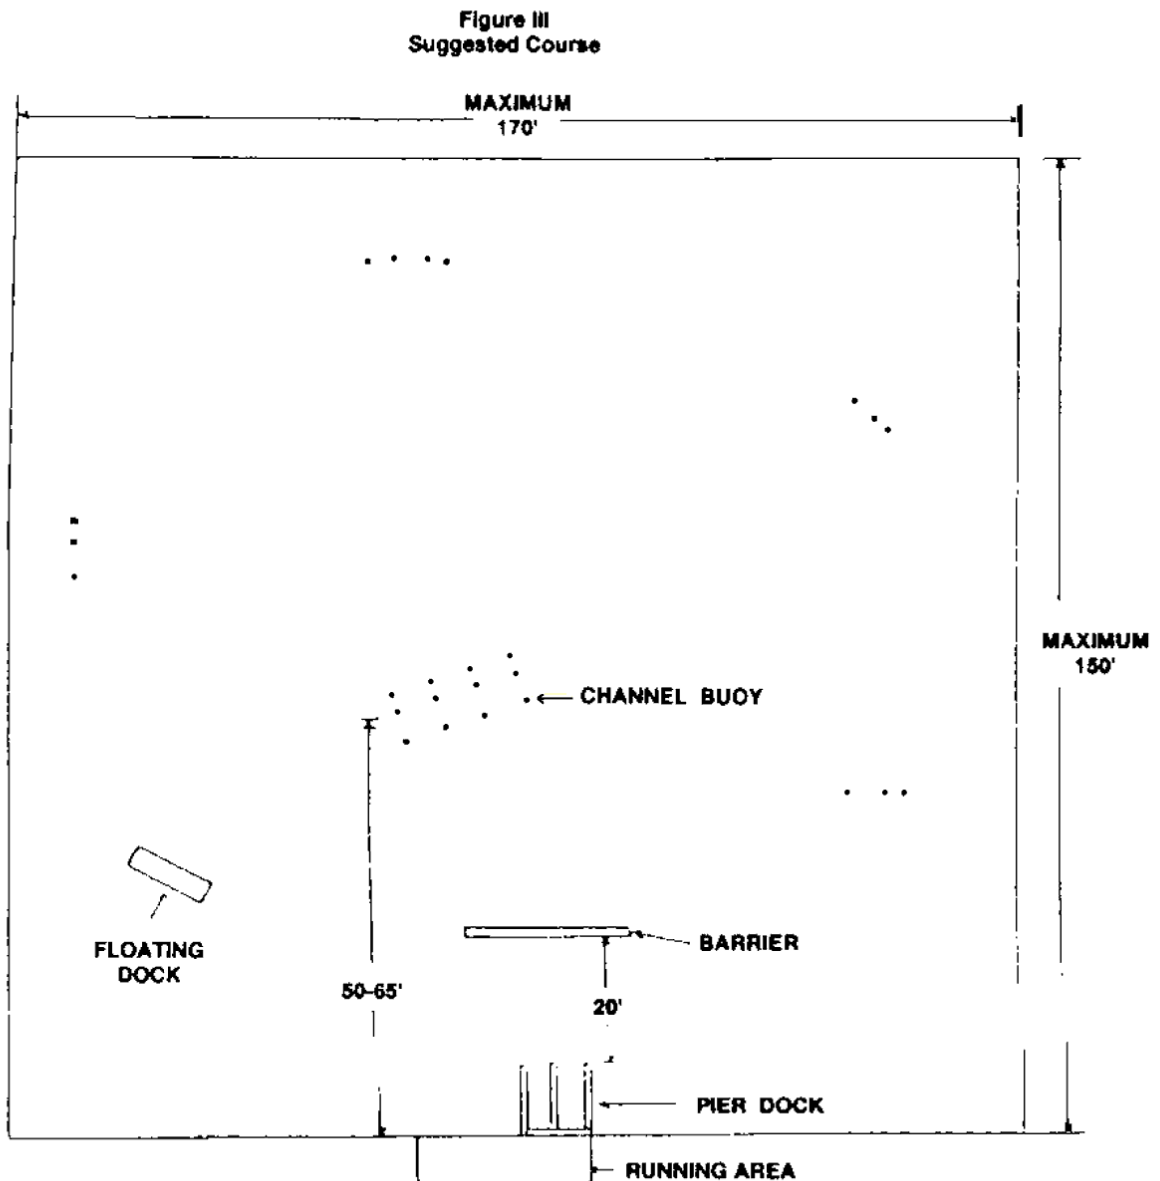 Figure III
Suggested Course
MAXIMUM
170'
CHANNEL BUOY
MAXIMUM
150'
FLOATING
DOCK
BARRIER
50-65'
20'
PIER DOCK
RUNNING AREA